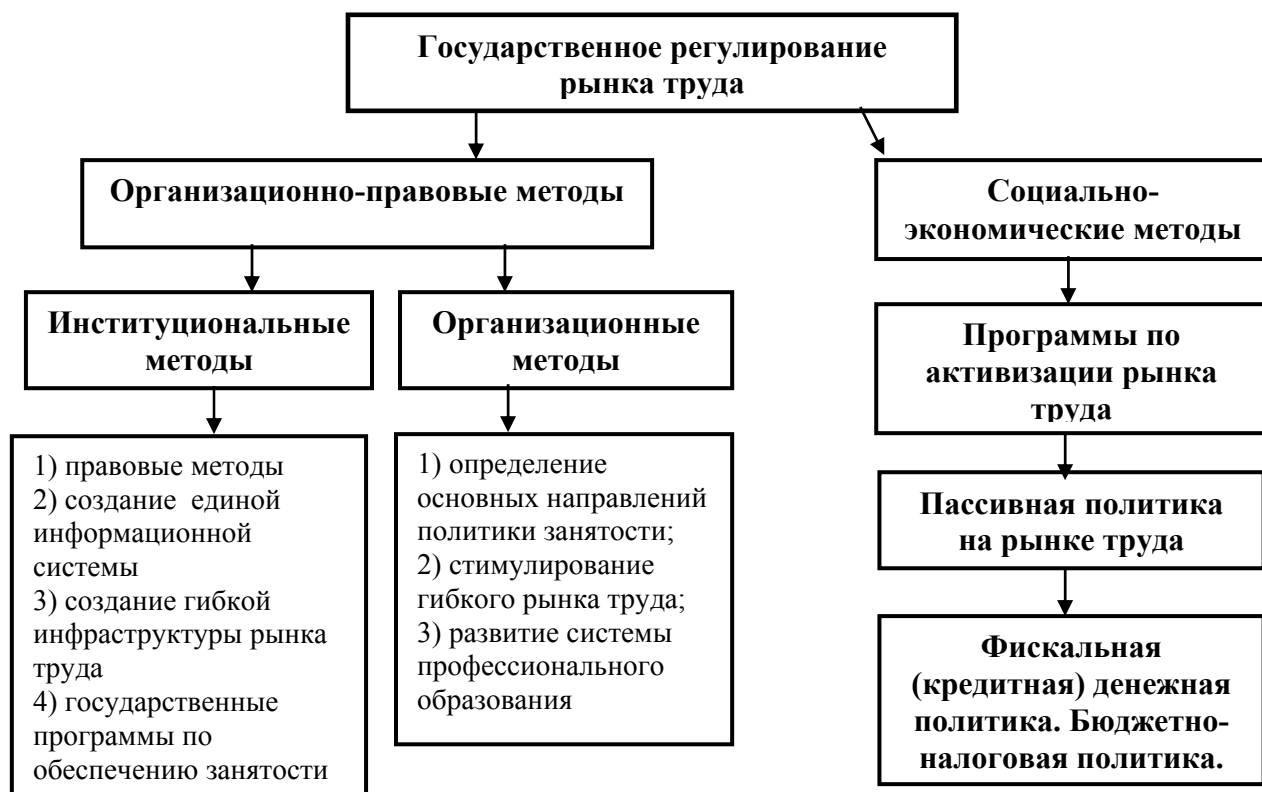 Государственное регулирование
рынка труда
Организационно-правовые методы
Социально-
экономические методы
Институциональные
методы
Организационные
методы
Программы по
активизации рынка
труда
1) правовые методы
2) создание единой
информационной
системы
3) создание гибкой
инфраструктуры рынка
труда
4) государственные
программы по
обеспечению занятости
1) определение
основных направлений
политики занятости;
2) стимулирование
гибкого рынка труда;
3) развитие системы
профессионального
образования
Пассивная политика
на рынке труда
Фискальная
(кредитная) денежная
политика. Бюджетно-
налоговая политика.